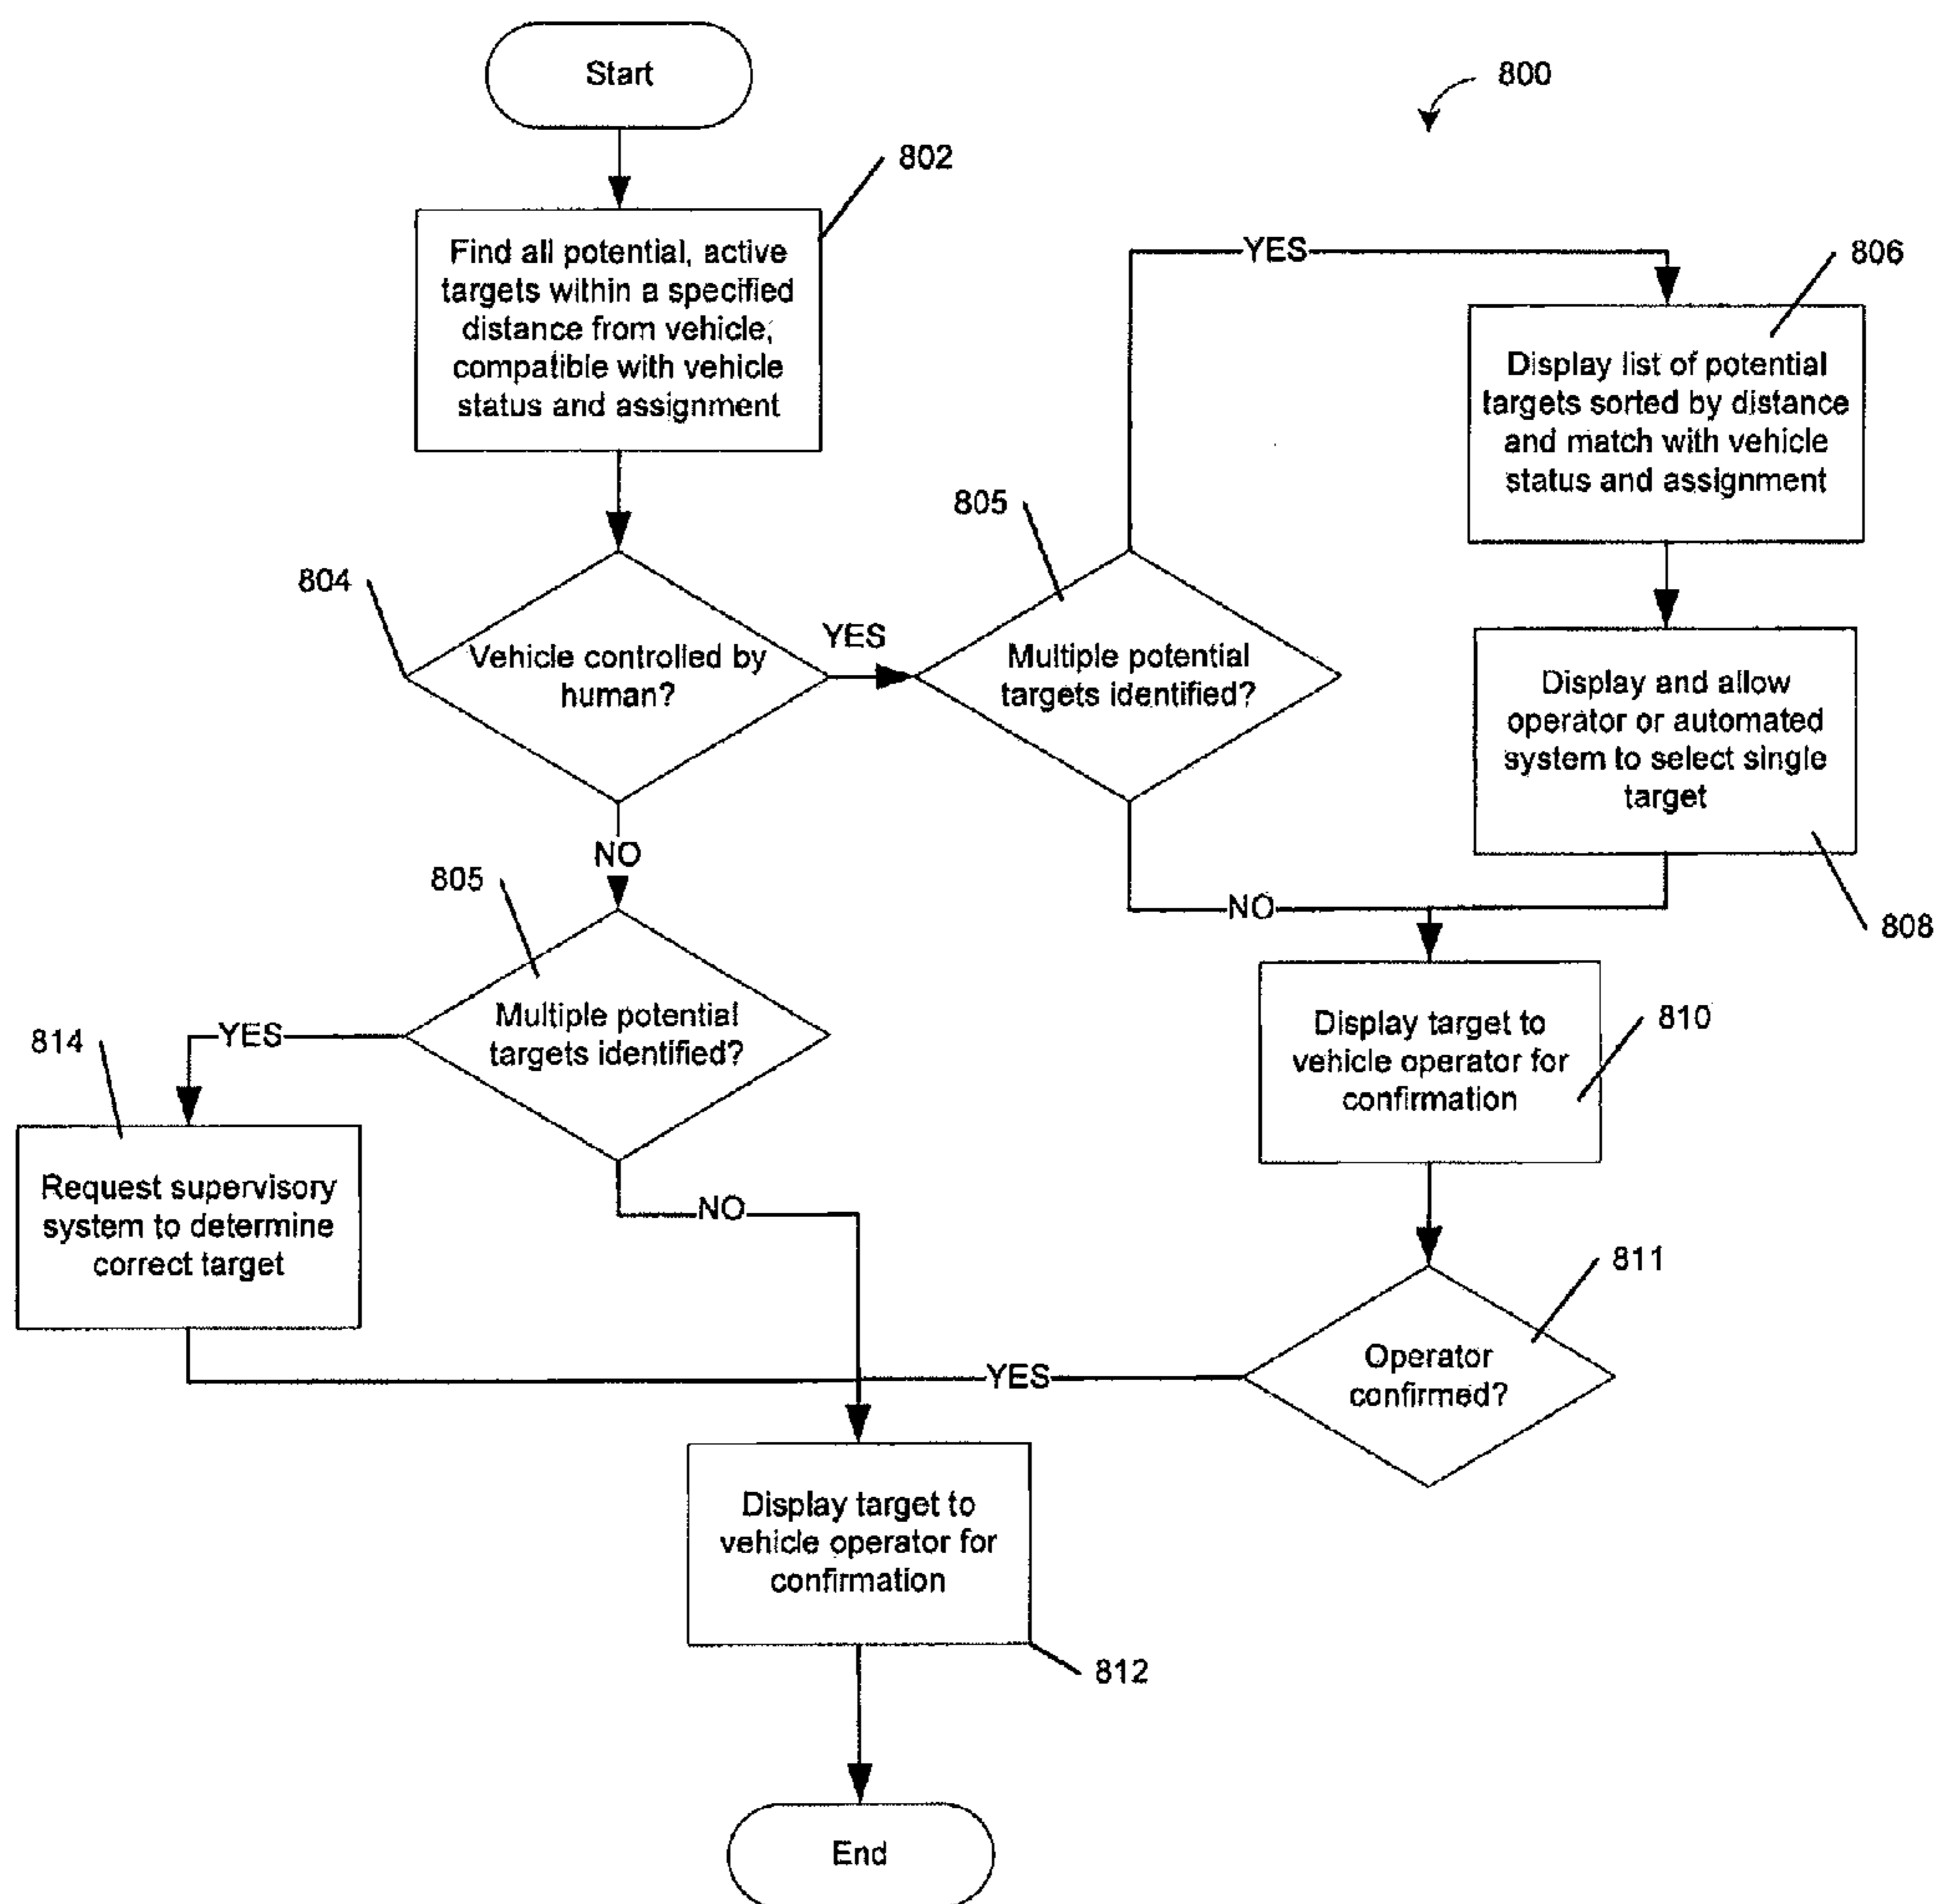 Start
800
802
Find all potential, active
targets within a specified
distance from vehicle,
compatible with vehicle
status and assignment
YES
806
Display list of potential
targets sorted by distance
and match with vehicle
status and assignment
805
804
Vehicle controlled by
human?
YES
Multiple potential
targets identified?
Display and allow
operator or automated
system to select single
target
NO
805
NO
808
Multiple potential
targets identified?
814
YES
Display target to
vehicle operator for
confirmation
810
Request supervisory
system to determine
correct target
NO
811
Operator
confirmed?
YES
Display target to
vehicle operator for
confirmation
812
End